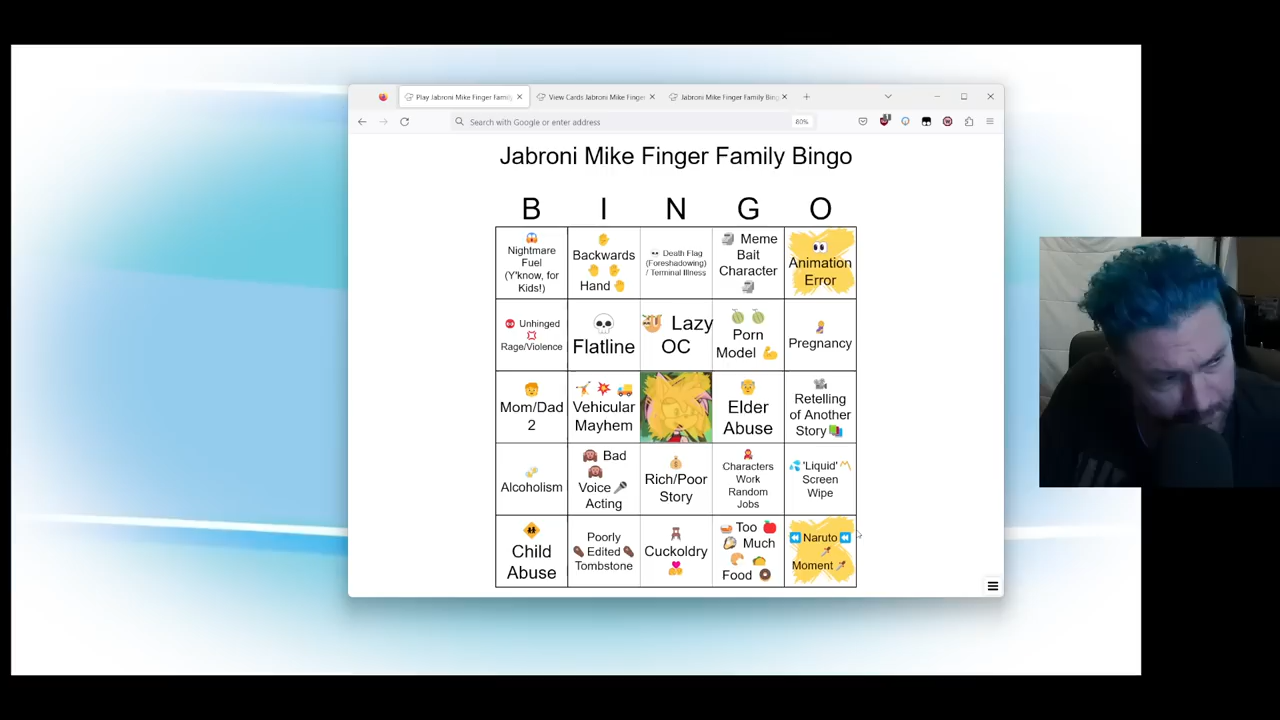 Play Jabroni Mike Finger Family
View Cards Jabroni Mike Finger
Jabroni Mike Finger Family Bing
Search with Google or enter address
80%
Jabroni Mike Finger Family Bingo
B I N G O
😱
Nightmare
Fuel
(Y'know, for
Kids!)
✋
Backwards
🤚 ✋
Hand 🤚
💀 Death Flag
(Foreshadowing)
/ Terminal Illness
🗿 Meme
Bait
Character
🗿
👀
Animation
Error
⛔ Unhinged
💢
Rage/Violence
💀
Flatline
🦥 Lazy
OC
🍈 🍈
Porn
Model 💪
🤰
Pregnancy
Mom/Dad
2
🤸 💥 🚚
Vehicular
Mayhem
Elder
Abuse
🎥
Retelling
of Another
Story📚
🍻
Alcoholism
🙉 Bad
🙉
Voice🎤
Acting
💰
Rich/Poor
Story
Characters
Work
Random
Jobs
💦 'Liquid'〽️
Screen
Wipe
🚸
Child
Abuse
Poorly
⚰️ Edited ⚰️
Tombstone
Cuckoldry
Too 🍎
Much
🥐 🌮
Food 🍩
⏪ Naruto ⏪
Moment